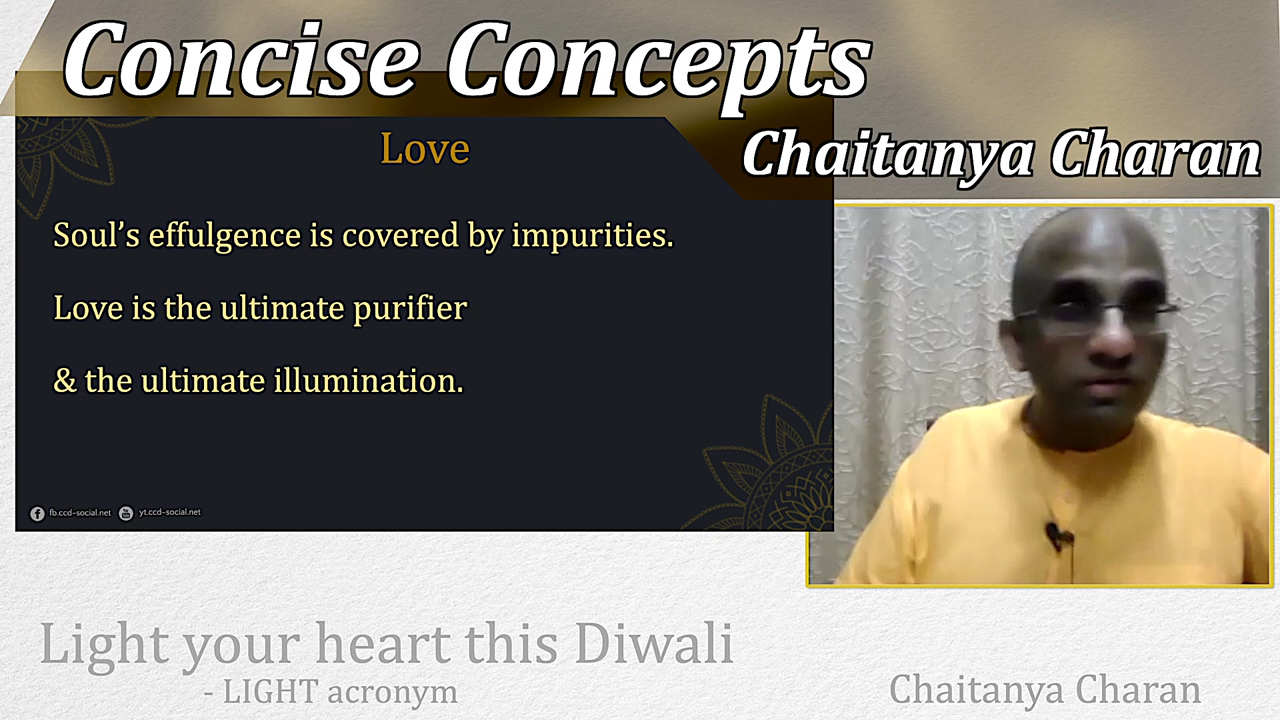 Concise Concepts
Chaitanya Charan
Love
Soul’s effulgence is covered by impurities.
Love is the ultimate purifier
& the ultimate illumination.
fb.ccd-social.net yt.ccd-social.net
Light your heart this Diwali
- LIGHT acronym
Chaitanya Charan